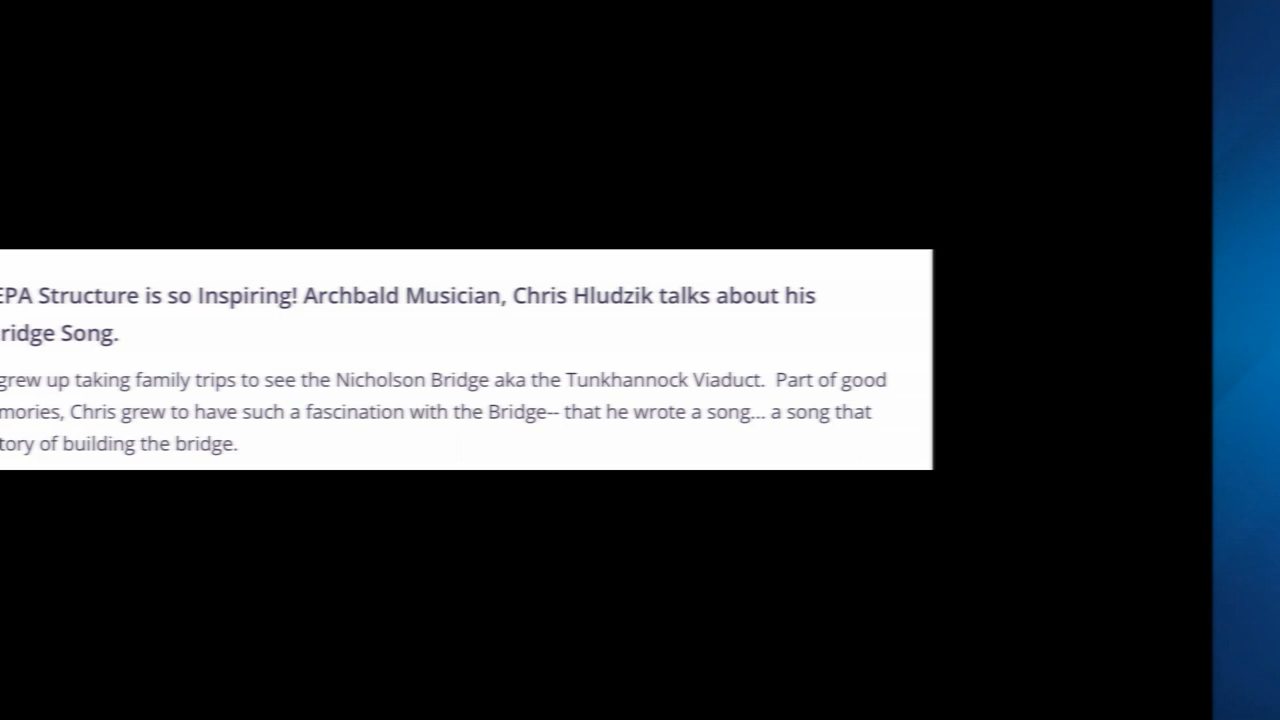 EPA Structure is so Inspiring! Archbald Musician, Chris Hludzik talks about his
ridge Song.
grew up taking family trips to see the Nicholson Bridge aka the Tunkhannock Viaduct. Part of good
mories, Chris grew to have such a fascination with the Bridge-- that he wrote a song... a song that
tory of building the bridge.